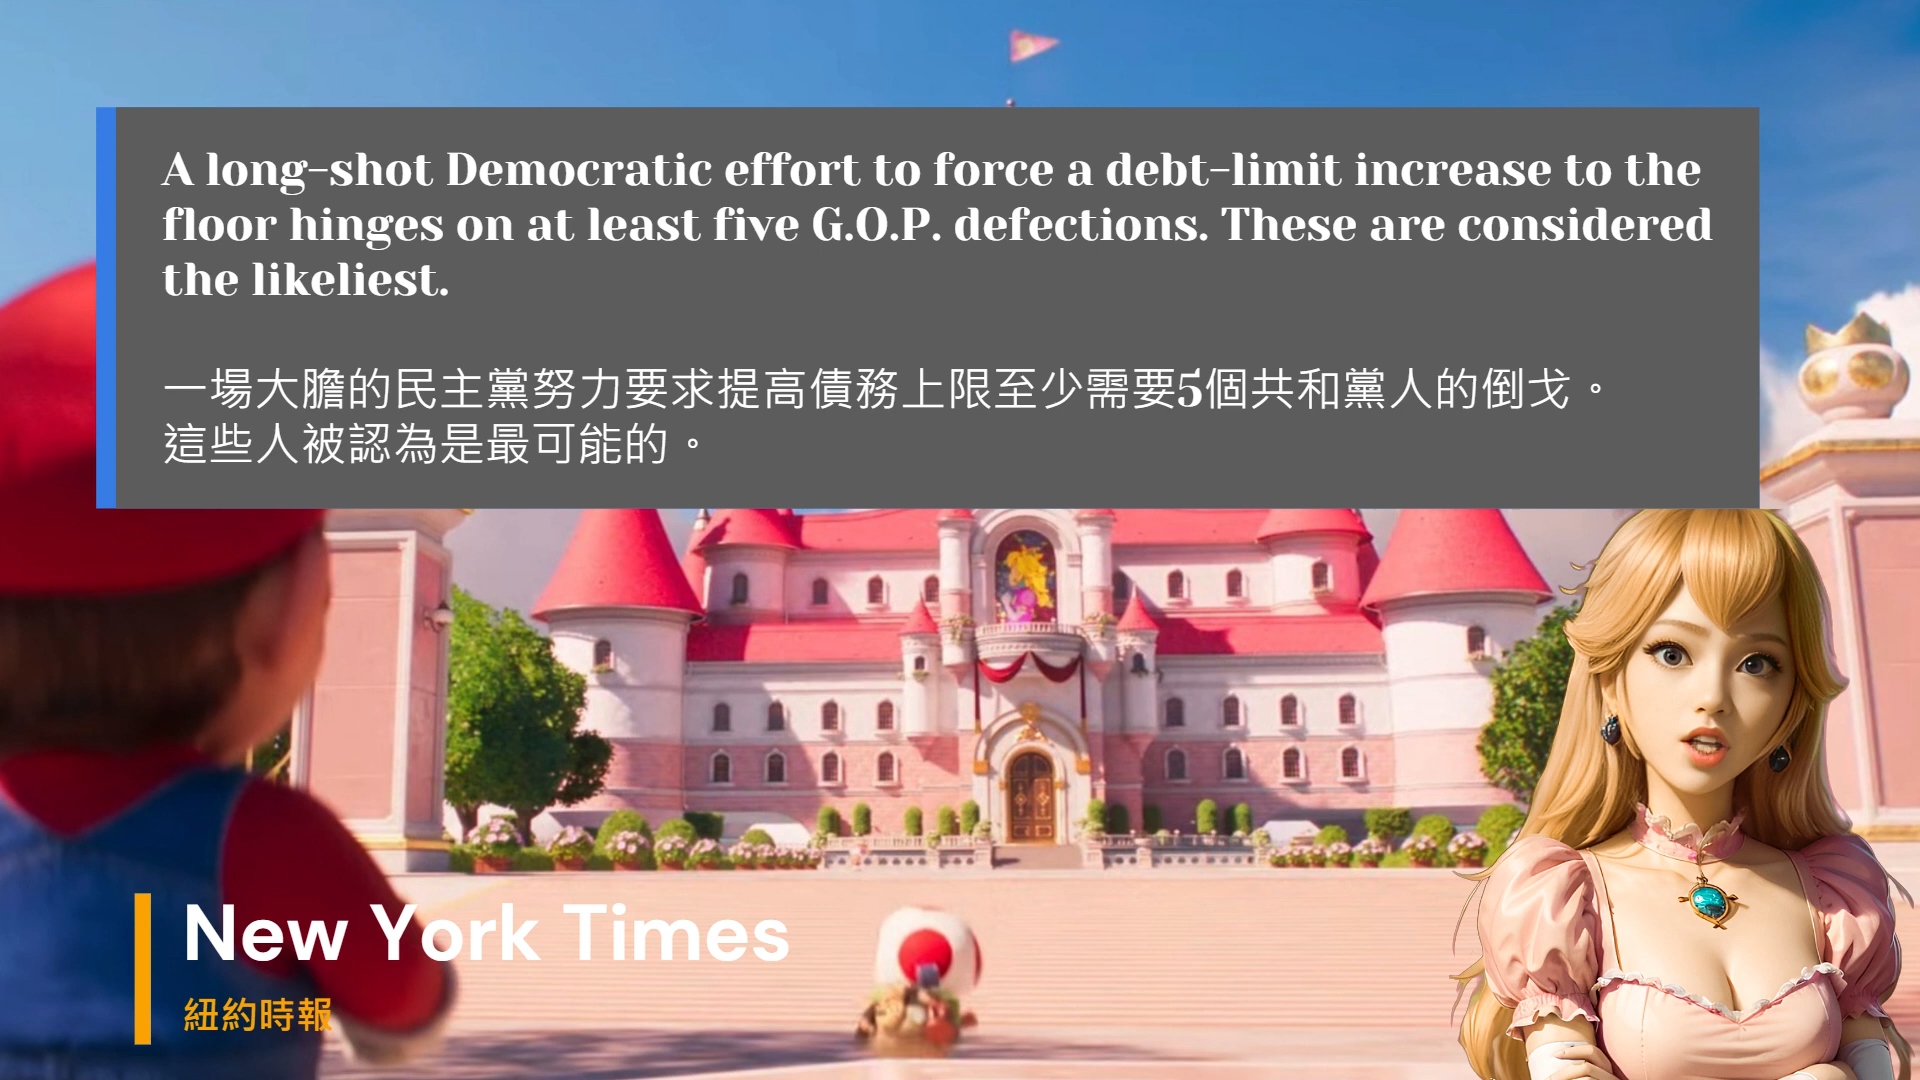 A long-shot Democratic effort to force a debt-limit increase to the
floor hinges on at least five G.O.P. defections. These are considered
the likeliest.
一場大膽的民主黨努力要求提高債務上限至少需要5個共和黨人的倒戈。
這些人被認為是最可能的。
New York Times
紐約時報